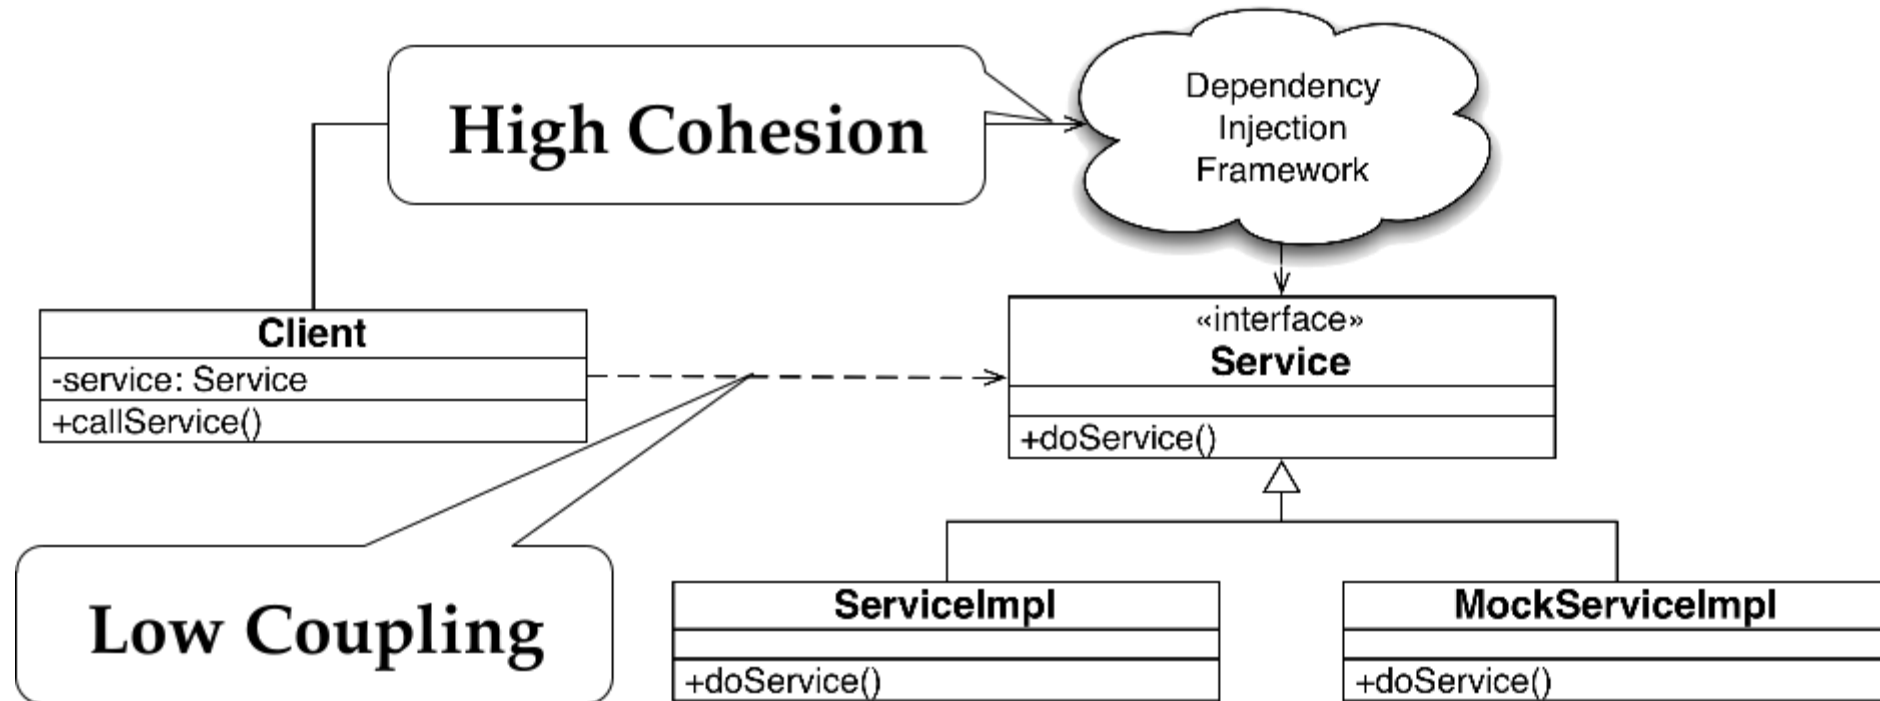 High Cohesion
Dependency
Injection
Framework
Client
-service: Service
+callService()
«interface»
Service
+doService()
Low Coupling
ServiceImpl
+doService()
MockServiceImpl
+doService()